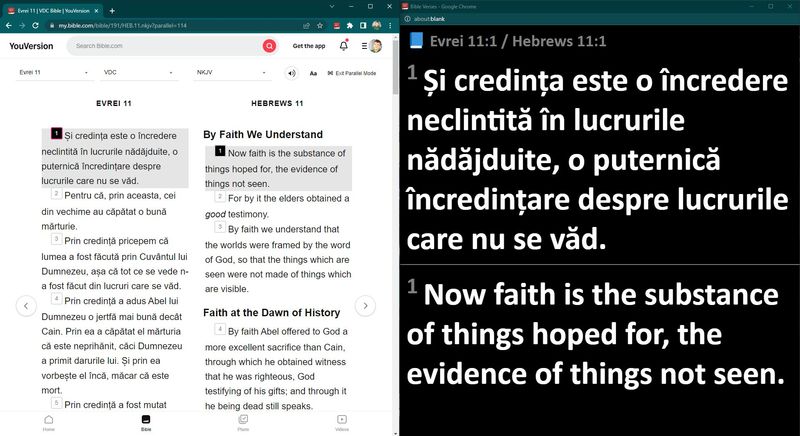 Evrei 11 | VDC Bible | YouVersion
my.bible.com/bible/191/HEB.11.nkjv?parallel=114
YouVersion
Search Bible.com
Get the app
Evrei 11
VDC
NKJV
Aa
Exit Parallel Mode
EVREI 11
1 Și credința este o încredere
neclintită în lucrurile nădăjduite, o
puternică încredințare despre
lucrurile care nu se văd.
2 Pentru că, prin aceasta, cei
din vechime au căpătat o bună
mărturie.
3 Prin credință pricepem că
lumea a fost făcută prin Cuvântul lui
Dumnezeu, așa că tot ce se vede n-
a fost făcut din lucruri care se văd.
4 Prin credință a adus Abel lui
Dumnezeu o jertfă mai bună decât
Cain. Prin ea a căpătat el mărturia
că este neprihănit, căci Dumnezeu
a primit darurile lui. Și prin ea
vorbește el încă, măcar că este
mort.
5 Prin credință a fost mutat
HEBREWS 11
By Faith We Understand
1 Now faith is the substance of
things hoped for, the evidence of
things not seen.
2 For by it the elders obtained a
good testimony.
3 By faith we understand that
the worlds were framed by the word
of God, so that the things which are
seen were not made of things which
are visible.
Faith at the Dawn of History
4 By faith Abel offered to God a
more excellent sacrifice than Cain,
through which he obtained witness
that he was righteous, God
testifying of his gifts; and through it
he being dead still speaks.
Home
Bible
Plans
Videos
Bible Verses - Google Chrome
about:blank
Evrei 11:1 / Hebrews 11:1
1 Și credința este o încredere
neclintită în lucrurile
nădăjduite, o puternică
încredințare despre lucrurile
care nu se văd.
1 Now faith is the substance
of things hoped for, the
evidence of things not seen.